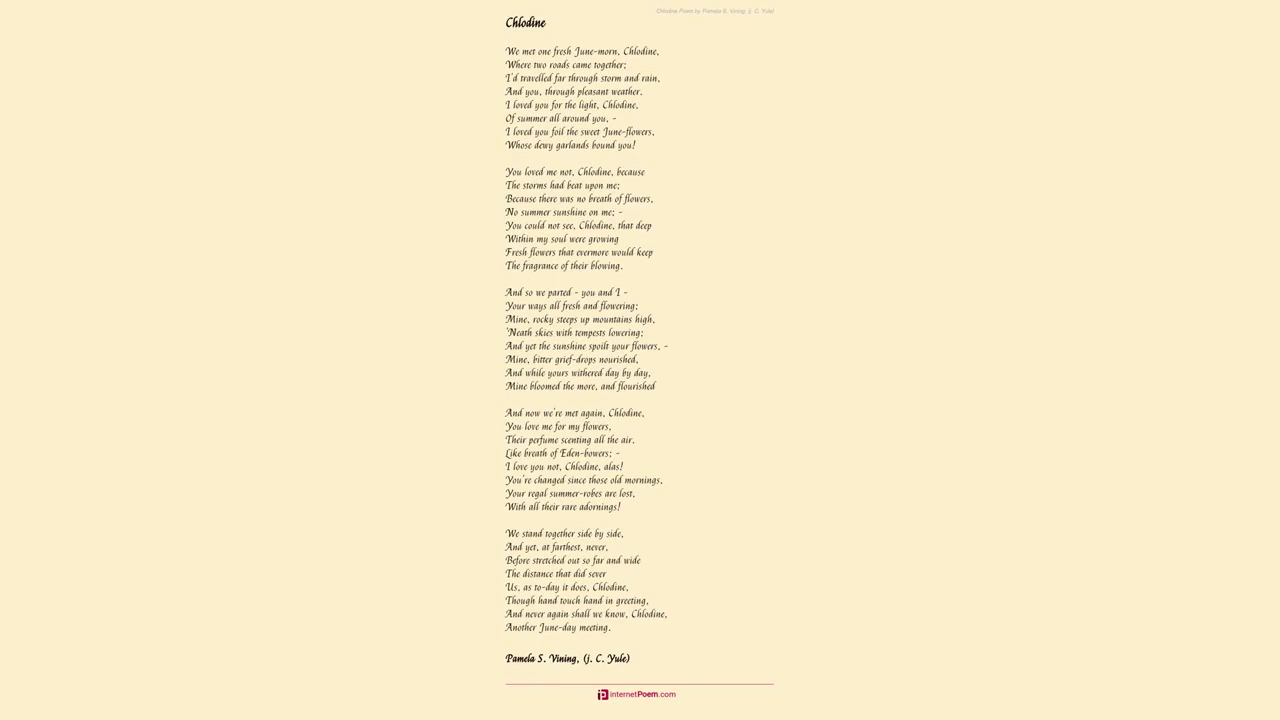 Chlodine Poem by Pamela S. Vining, (j. C. Yule)
Chlodine
We met one fresh June-morn, Chlodine,
Where two roads came together;
I'd travelled far through storm and rain,
And you, through pleasant weather.
I loved you for the light, Chlodine,
Of summer all around you, -
I loved you foil the sweet June-flowers,
Whose dewy garlands bound you!
You loved me not, Chlodine, because
The storms had beat upon me;
Because there was no breath of flowers,
No summer sunshine on me; -
You could not see, Chlodine, that deep
Within my soul were growing
Fresh flowers that evermore would keep
The fragrance of their blowing.
And so we parted - you and I -
Your ways all fresh and flowering;
Mine, rocky steeps up mountains high,
'Neath skies with tempests lowering;
And yet the sunshine spoilt your flowers, -
Mine, bitter grief-drops nourished,
And while yours withered day by day,
Mine bloomed the more, and flourished
And now we're met again, Chlodine,
You love me for my flowers,
Their perfume scenting all the air,
Like breath of Eden-bowers; -
I love you not, Chlodine, alas!
You're changed since those old mornings,
Your regal summer-robes are lost,
With all their rare adornings!
We stand together side by side,
And yet, at farthest, never,
Before stretched out so far and wide
The distance that did sever
Us, as to-day it does, Chlodine,
Though hand touch hand in greeting,
And never again shall we know, Chlodine,
Another June-day meeting.
Pamela S. Vining, (j. C. Yule)
internetPoem.com